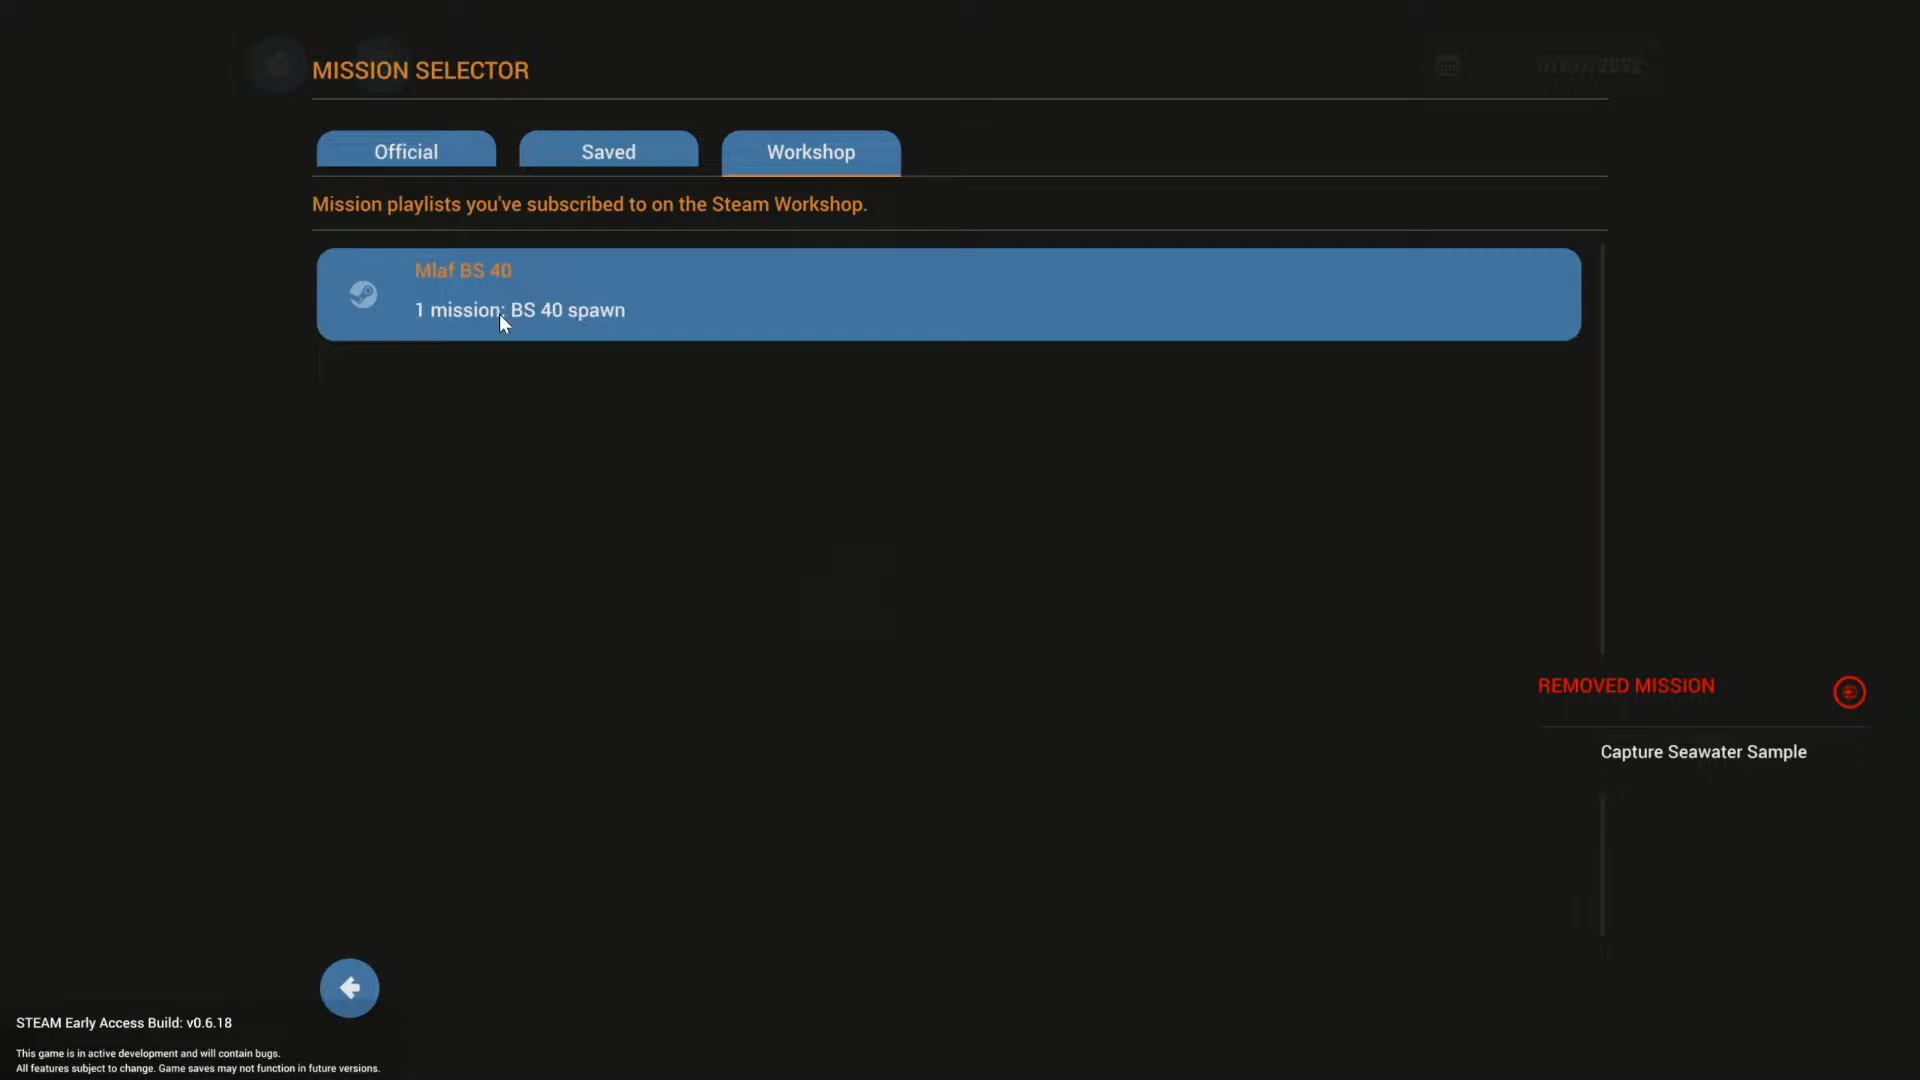 MISSION SELECTOR
Official
Saved
Workshop
Mission playlists you've subscribed to on the Steam Workshop.
Mlaf BS 40
1 mission: BS 40 spawn
REMOVED MISSION
Capture Seawater Sample
STEAM Early Access Build: v0.6.18
This game is in active development and will contain bugs.
All features subject to change. Game saves may not function in future versions.